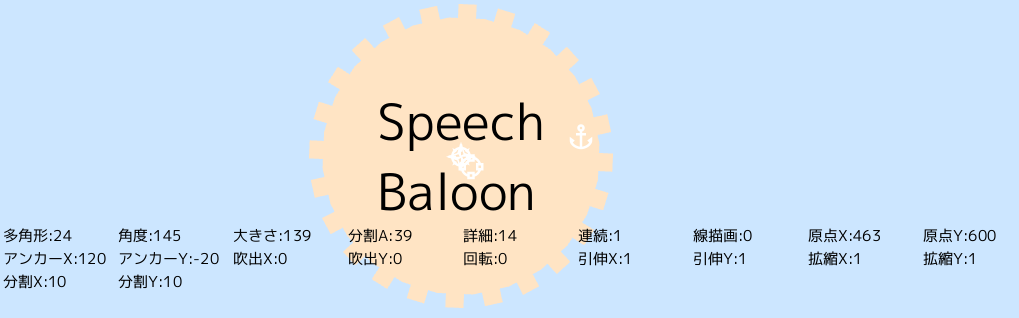 Speech
Baloon
多角形:24 角度:145 大きさ:139 分割A:39 詳細:14 連続:1 線描画:0 原点X:463 原点Y:600
アンカーX:120 アンカーY:-20 吹出X:0 吹出Y:0 回転:0 引伸X:1 引伸Y:1 拡縮X:1 拡縮Y:1
分割X:10 分割Y:10